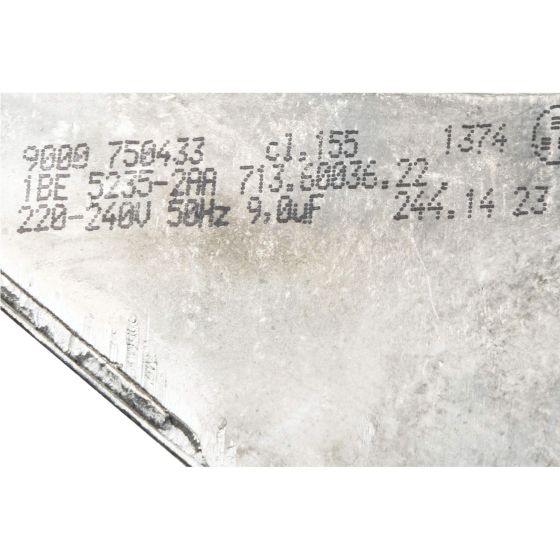 9000 750433 cl.155 1374
1BE 5235-2AA 713.60036.22
220-240V 50Hz 9,0uF 244.14 23